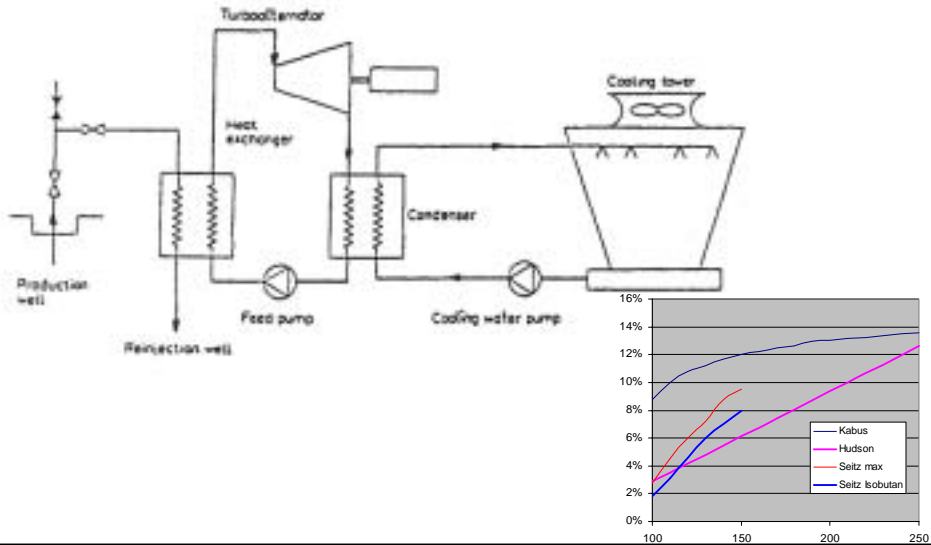 Turboalternator
Cooling tower
Heat
exchanger
Condenser
Production
well
Feed pump
Cooling water pump
Reinjection well
16%
14%
12%
10%
8%
6%
4%
2%
0%
Kabus
Hudson
Seitz max
Seitz Isobutan
100
150
200
250